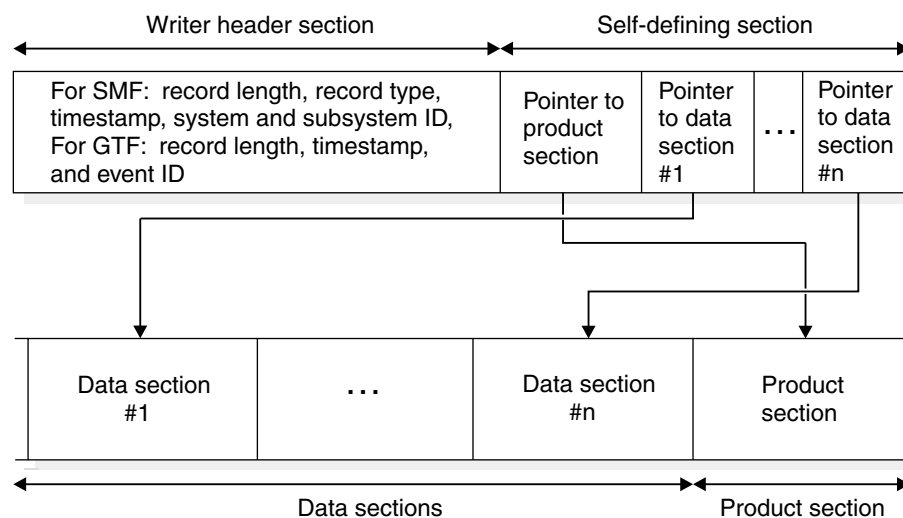 Writer header section
Self-defining section
For SMF: record length, record type,
timestamp, system and subsystem ID,
For GTF: record length, timestamp,
and event ID
Pointer to
product
section
Pointer
to data
section
#1
...
Pointer
to data
section
#n
Data section
#1
...
Data section
#n
Product
section
Data sections
Product section